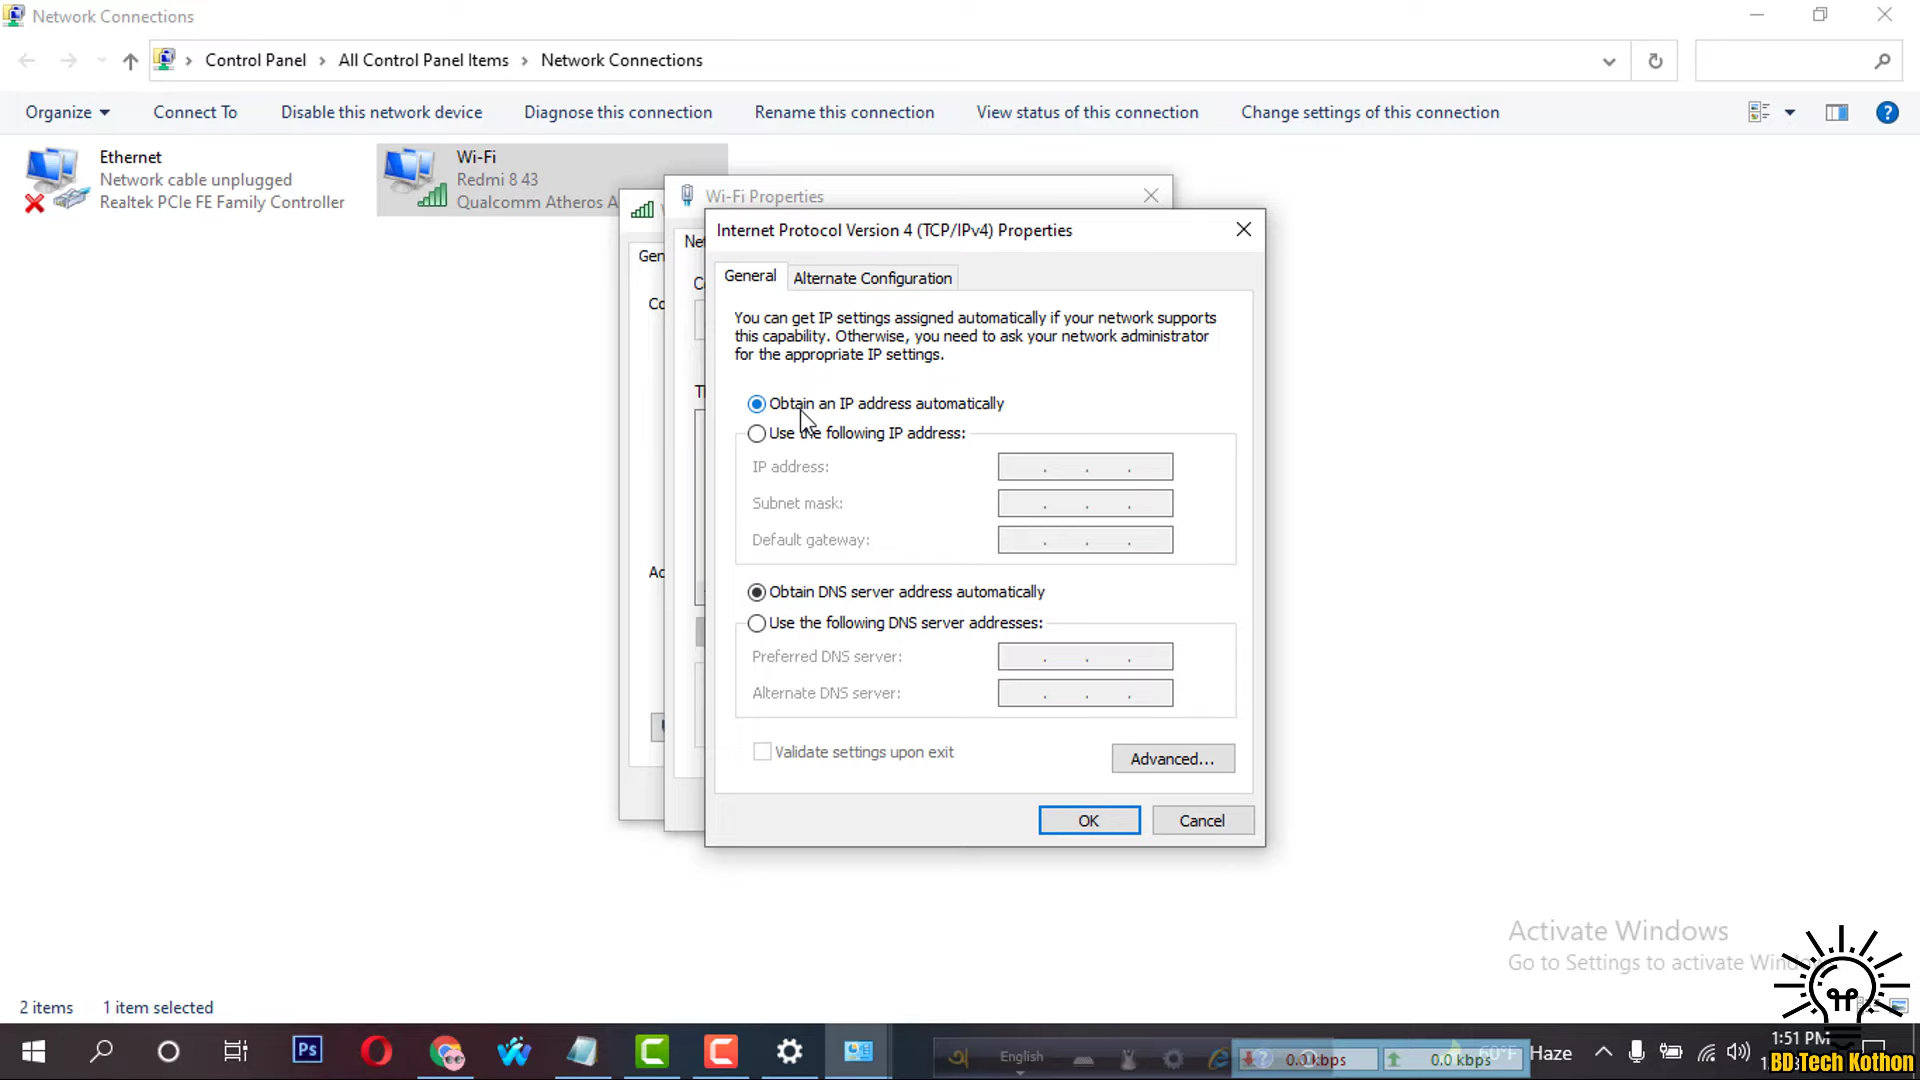 Network Connections
Control Panel > All Control Panel Items > Network Connections
Organize Connect To Disable this network device Diagnose this connection Rename this connection View status of this connection Change settings of this connection
Ethernet
Network cable unplugged
Realtek PCIe FE Family Controller
Wi-Fi
Redmi 8 43
Qualcomm Atheros A
Wi-Fi Properties
Internet Protocol Version 4 (TCP/IPv4) Properties
General Alternate Configuration
You can get IP settings assigned automatically if your network supports
this capability. Otherwise, you need to ask your network administrator
for the appropriate IP settings.
Obtain an IP address automatically
Use the following IP address:
IP address:
Subnet mask:
Default gateway:
Obtain DNS server address automatically
Use the following DNS server addresses:
Preferred DNS server:
Alternate DNS server:
Validate settings upon exit
Advanced...
OK Cancel
Activate Windows
Go to Settings to activate
2 items 1 item selected
Ps
English
0.0 kbps
0.0 kbps
60°F Haze
1:51 PM
BD Tech Kothon